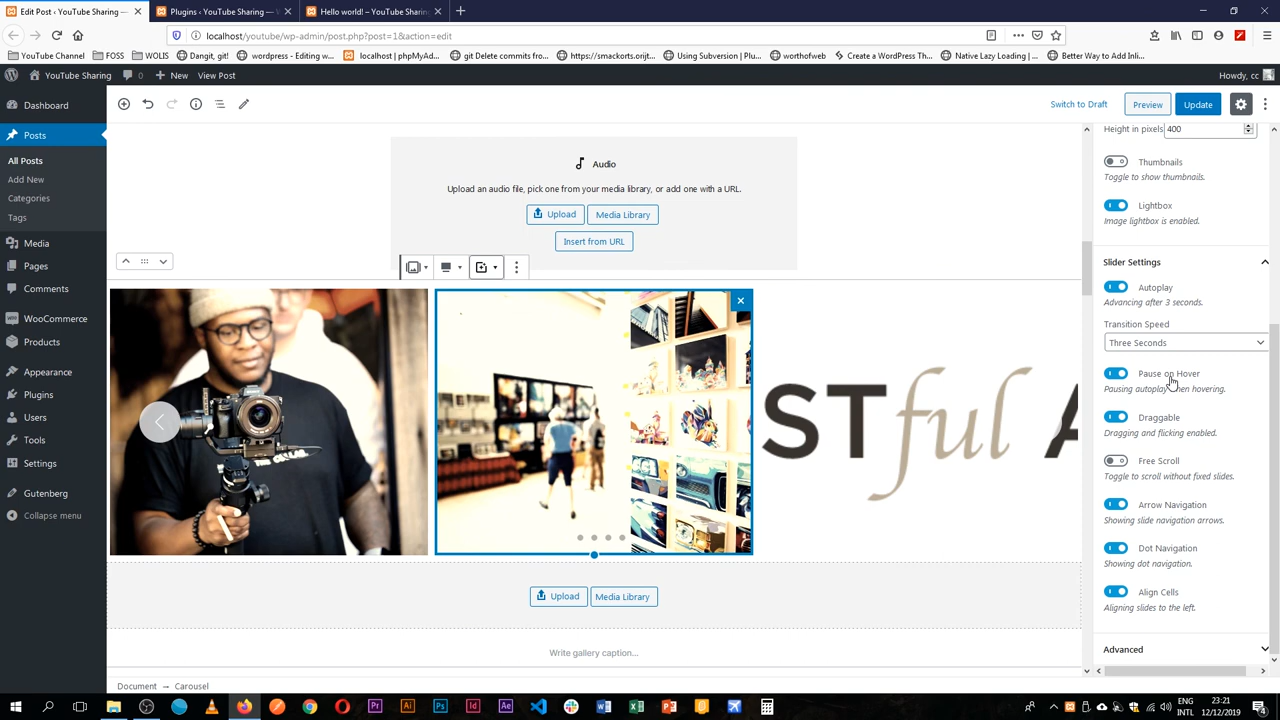 Edit Post ‹ YouTube Sharing —
Plugins ‹ YouTube Sharing — W
Hello world! – YouTube Sharing
localhost/youtube/wp-admin/post.php?post=1&action=edit
YouTube Channel
FOSS
WOLIS
Dangit, git!
wordpress - Editing w...
localhost | phpMyAd...
git Delete commits fro...
https://smackorts.orijt...
Using Subversion | Plu...
worthofweb
Create a WordPress Th...
Native Lazy Loading | ...
Better Way to Add Inli...
YouTube Sharing
0
New
View Post
Howdy, cc
Dashboard
Posts
All Posts
Add New
Categories
Tags
Media
Pages
Comments
WooCommerce
Products
Appearance
Plugins
Users
Tools
Settings
Gutenberg
Collapse menu
Switch to Draft
Preview
Update
Audio
Upload an audio file, pick one from your media library, or add one with a URL.
Upload
Media Library
Insert from URL
STful A
Upload
Media Library
Write gallery caption...
Document → Carousel
Height in pixels 400
Thumbnails
Toggle to show thumbnails.
Lightbox
Image lightbox is enabled.
Slider Settings
Autoplay
Advancing after 3 seconds.
Transition Speed
Three Seconds
Pause on Hover
Pausing autoplay when hovering.
Draggable
Dragging and flicking enabled.
Free Scroll
Toggle to scroll without fixed slides.
Arrow Navigation
Showing slide navigation arrows.
Dot Navigation
Showing dot navigation.
Align Cells
Aligning slides to the left.
Advanced
ENG
INTL
23:21
12/12/2019